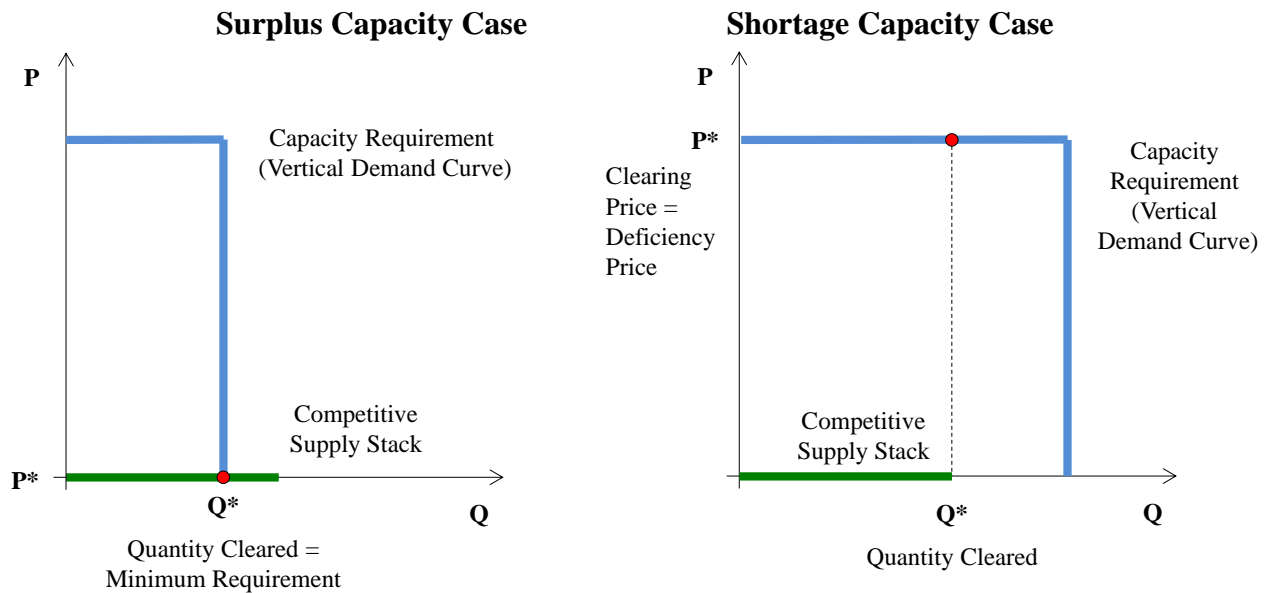 Surplus Capacity Case
P
Capacity Requirement
(Vertical Demand Curve)
Competitive
Supply Stack
P*
Q*
Q
Quantity Cleared =
Minimum Requirement
Shortage Capacity Case
P
P*
Clearing
Price =
Deficiency
Price
Capacity
Requirement
(Vertical
Demand Curve)
Competitive
Supply Stack
Q*
Q
Quantity Cleared